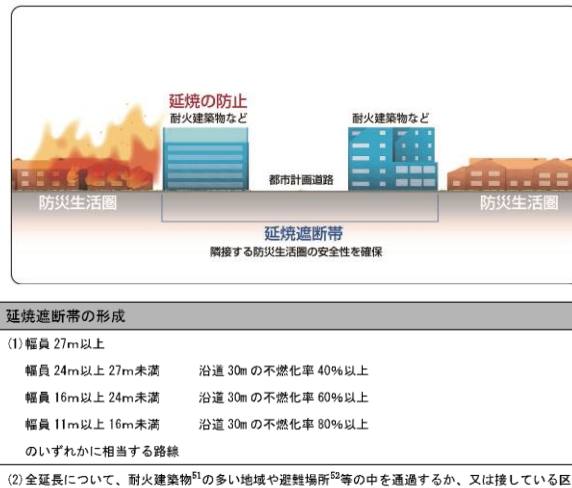 延焼の防止
耐火建築物など
耐火建築物など
都市計画道路
防災生活圏
防災生活圏
延焼遮断帯
隣接する防災生活圏の安全性を確保
延焼遮断帯の形成
(1)幅員 27m以上
幅員 24m以上 27m未満 沿道 30m の不燃化率 40%以上
幅員 16m以上 24m未満 沿道 30m の不燃化率 60%以上
幅員 11m以上 16m未満 沿道 30m の不燃化率 80%以上
のいずれかに相当する路線
(2)全延長について、耐火建築物51の多い地域や避難場所52等の中を通過するか、又は接している区